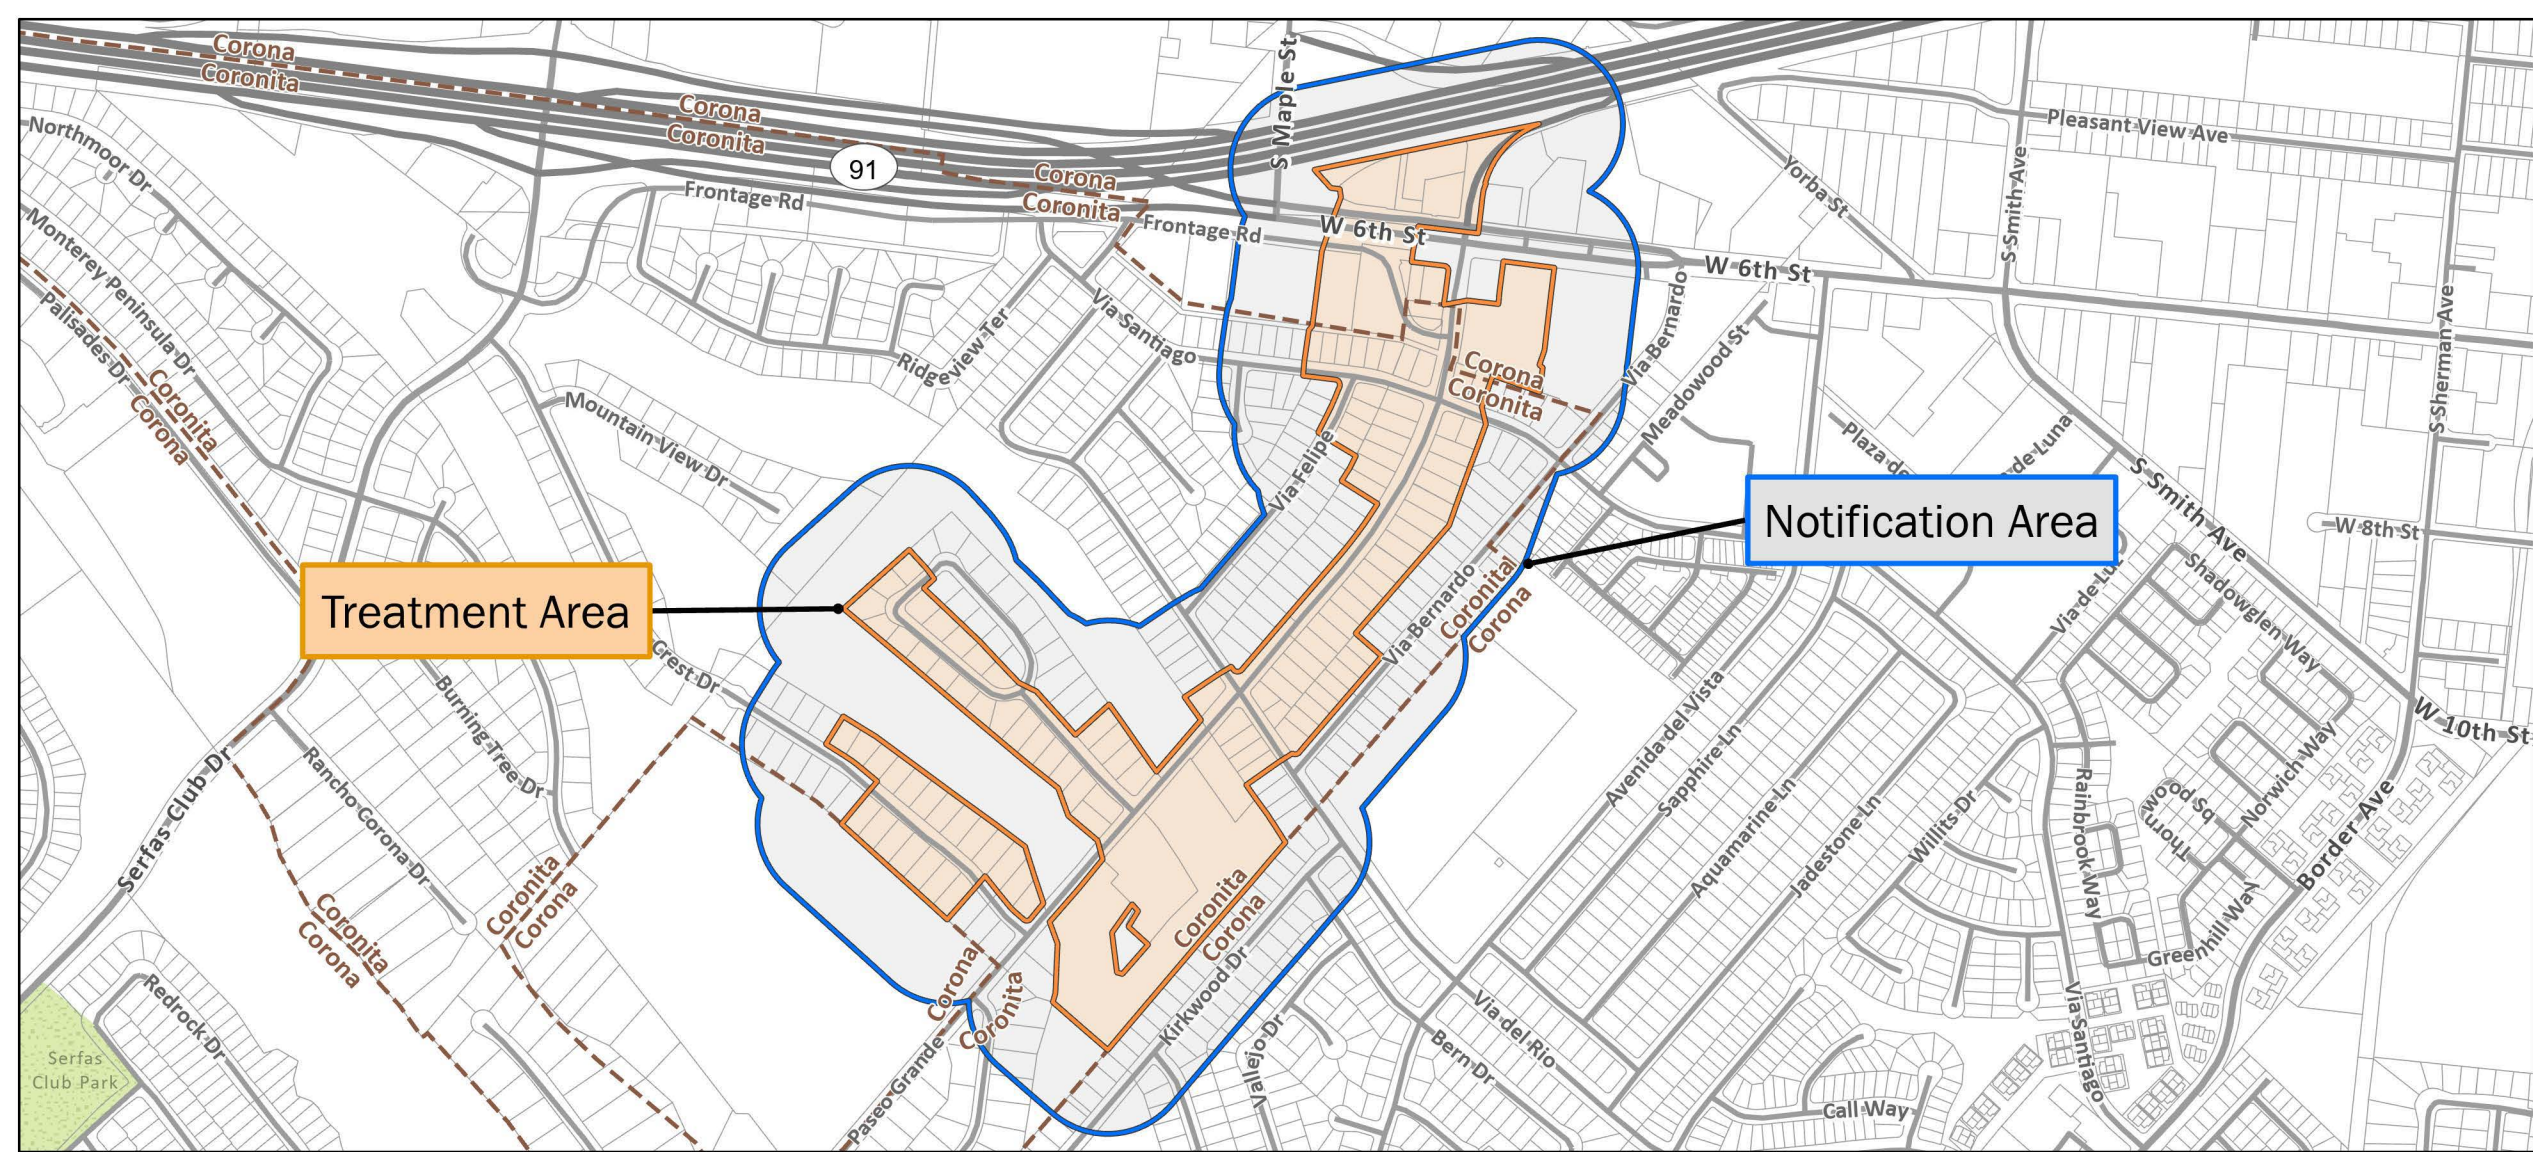 Corona
Coronita
Corona
Coronita
91
Corona
Coronita
S Maple St
Pleasant View Ave
Northmoor Dr
Frontage Rd
Frontage Rd
W 6th St
W 6th St
Yorba St
S Smith Ave
Monterey Peninsula Dr
Palisades Dr
Coronita
Corona
Via Santiago
Ridgeview Ter
Mountain View Dr
Corona
Coronita
Via Bernardo
Meadowood St
S Sherman Ave
Via Felipe
Plaza de
de Luna
S Smith Ave
W 8th St
Notification Area
Treatment Area
Via Bernardo
Coronita
Corona
Shadowglen Way
Crest Dr
Burning Tree Dr
Rancho Corona Dr
Serfas Club Dr
Avenida del Vista
Sapphire Ln
Aquamarine Ln
Jadestone Ln
Willits Dr
Rainbrook Way
Thornwood Sq
Norwich Way
W 10th St
Border Ave
Greenhill Way
Coronita
Corona
Coronita
Corona
Coronita
Corona
Corona
Coronita
Kirkwood Dr
Vallejo Dr
Paseo Grande
Bern Dr
Via del Rio
Via Santiago
Call Way
Redrock Dr
Serfas
Club Park